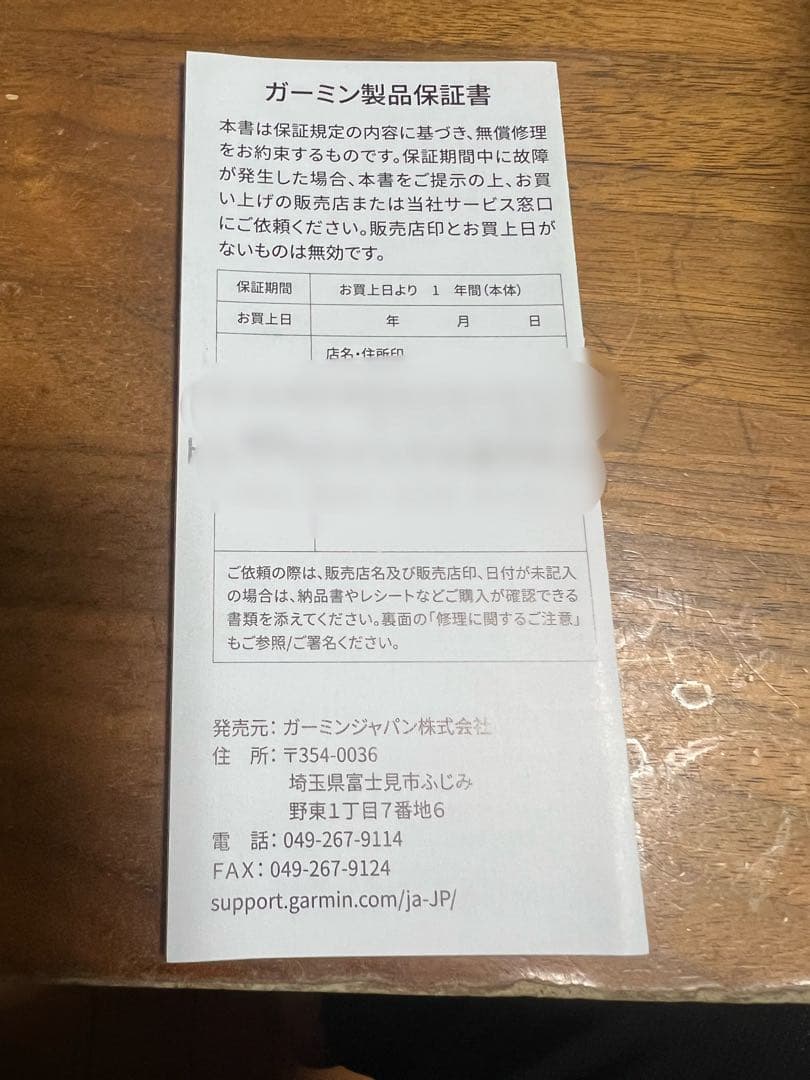 ガーミン製品保証書
本書は保証規定の内容に基づき、無償修理
をお約束するものです。保証期間中に故障
が発生した場合、本書をご提示の上、お買
い上げの販売店または当社サービス窓口
にご依頼ください。販売店印とお買上日が
ないものは無効です。
保証期間 お買上日より 1 年間(本体)
お買上日 年 月 日
店名・住所印
ご依頼の際は、販売店名及び販売店印、日付が未記入
の場合は、納品書やレシートなどご購入が確認できる
書類を添えてください。裏面の「修理に関するご注意」
もご参照/ご署名ください。
発売元: ガーミンジャパン株式会社
住 所: 〒354-0036
埼玉県富士見市ふじみ
野東1丁目7番地6
電 話: 049-267-9114
FAX: 049-267-9124
support.garmin.com/ja-JP/